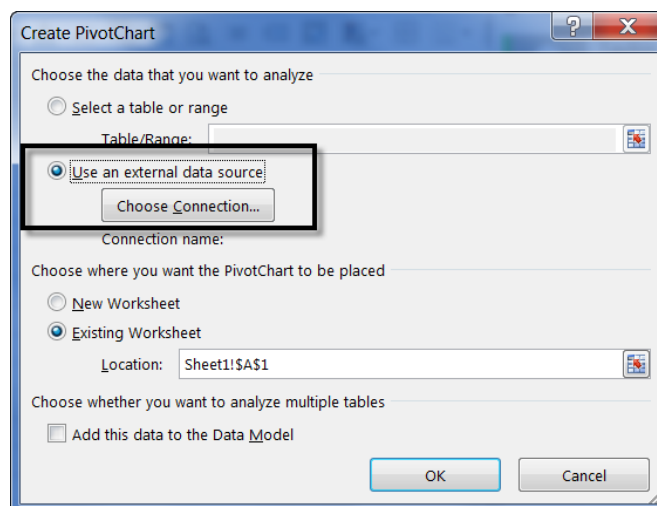 Create PivotChart
Choose the data that you want to analyze
Select a table or range
Table/Range:
Use an external data source
Choose Connection...
Connection name:
Choose where you want the PivotChart to be placed
New Worksheet
Existing Worksheet
Location: Sheet1!$A$1
Choose whether you want to analyze multiple tables
Add this data to the Data Model
OK Cancel